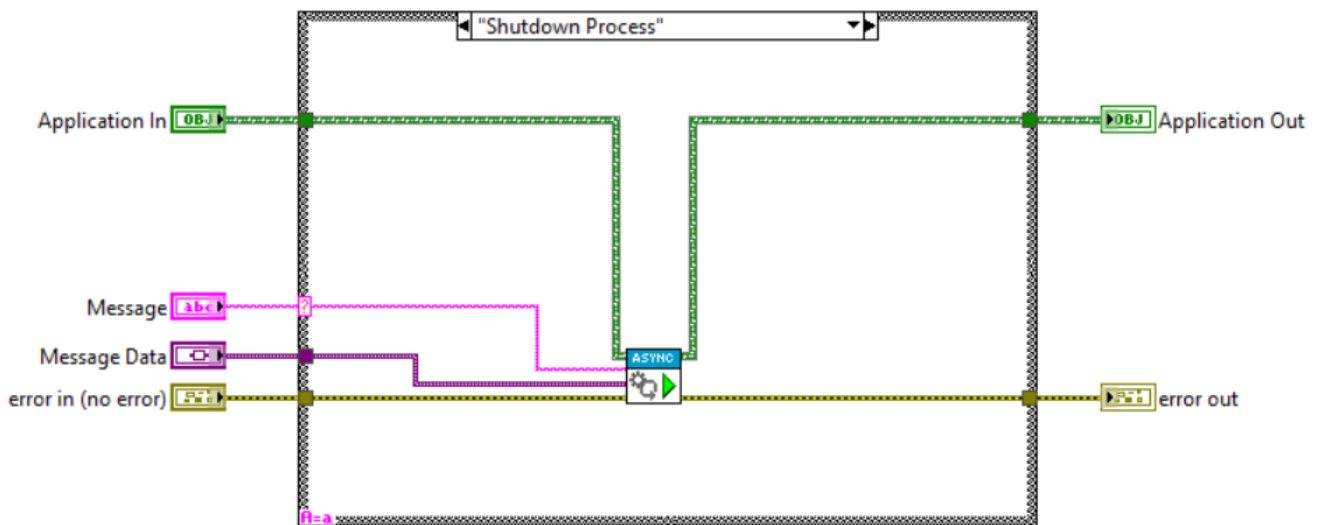 "Shutdown Process"
Application In
OBJ
OBJ
Application Out
Message
abc
?
Message Data
ASYNC
error in (no error)
error out
A=a